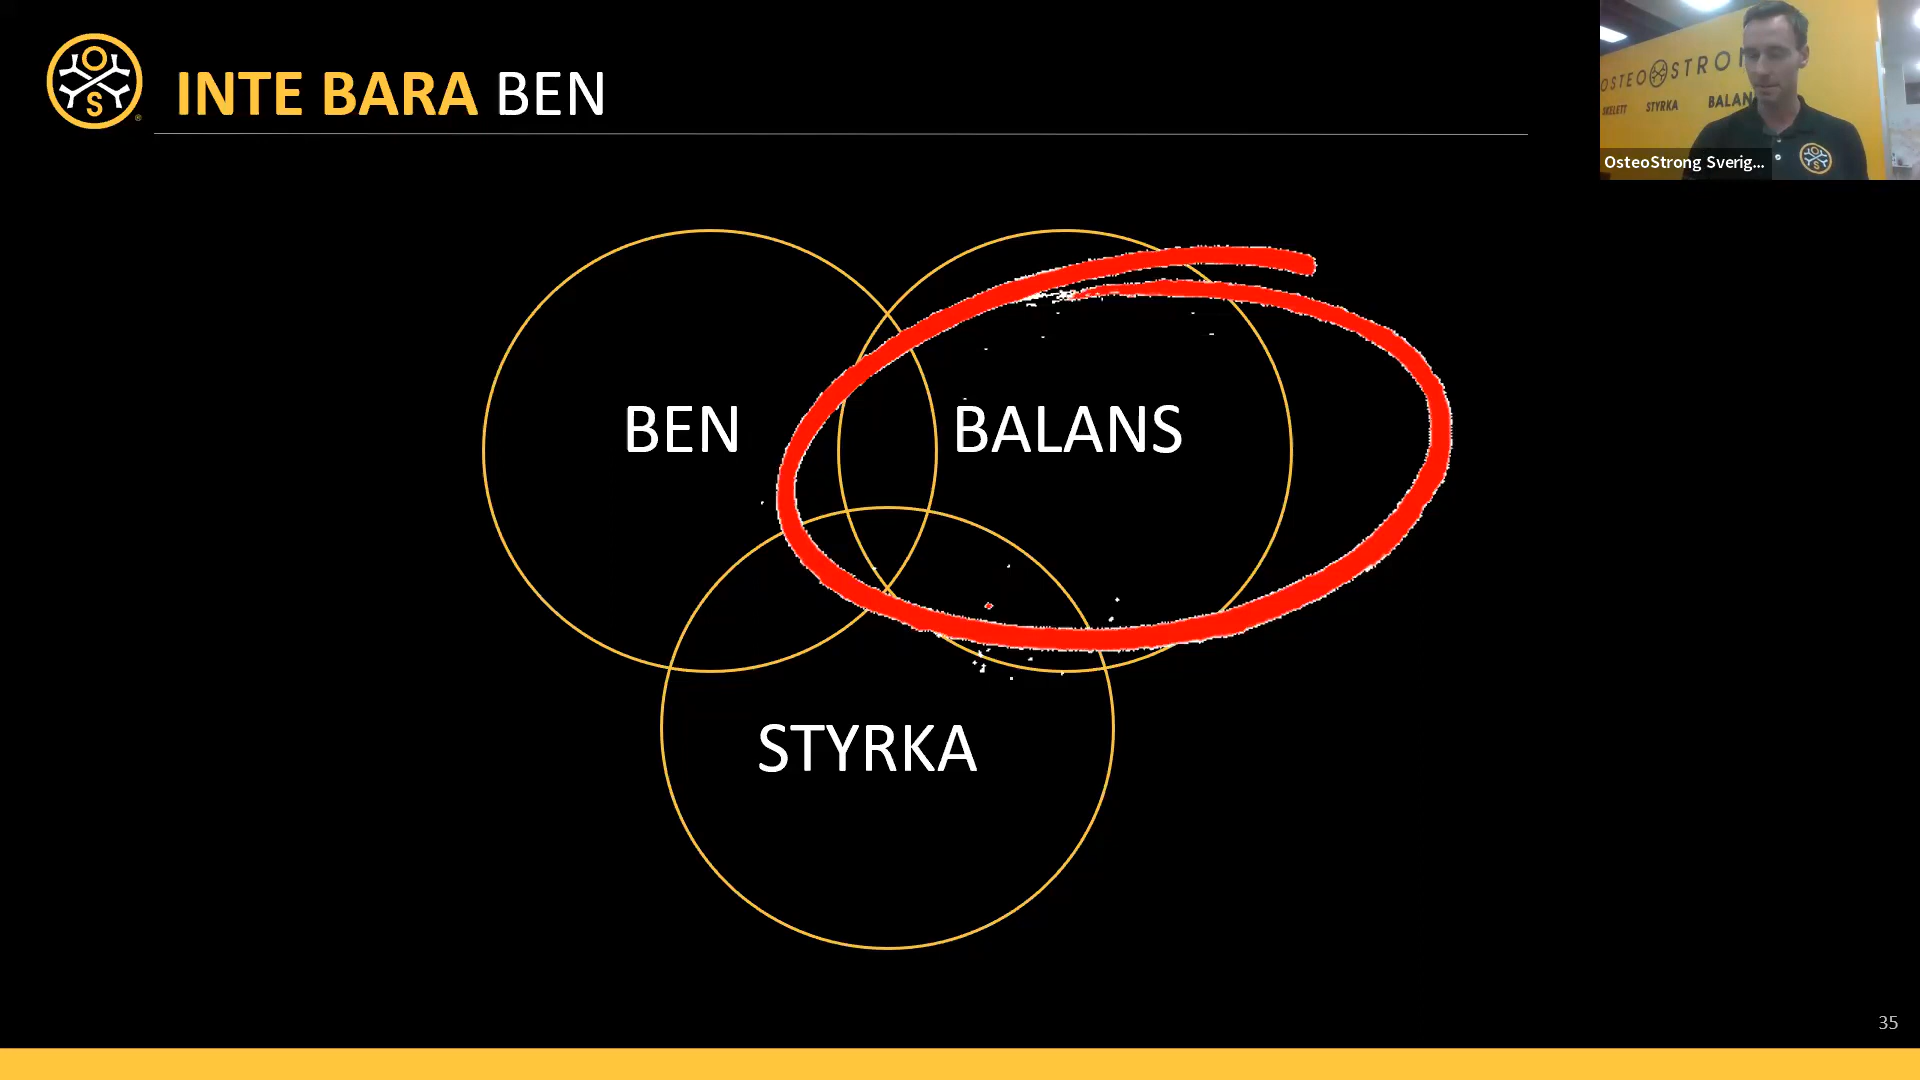 INTE BARA BEN
OSTEOSTRON
SKELETT STYRKA BALAN
OsteoStrong Sverig...
BEN
BALANS
STYRKA
35